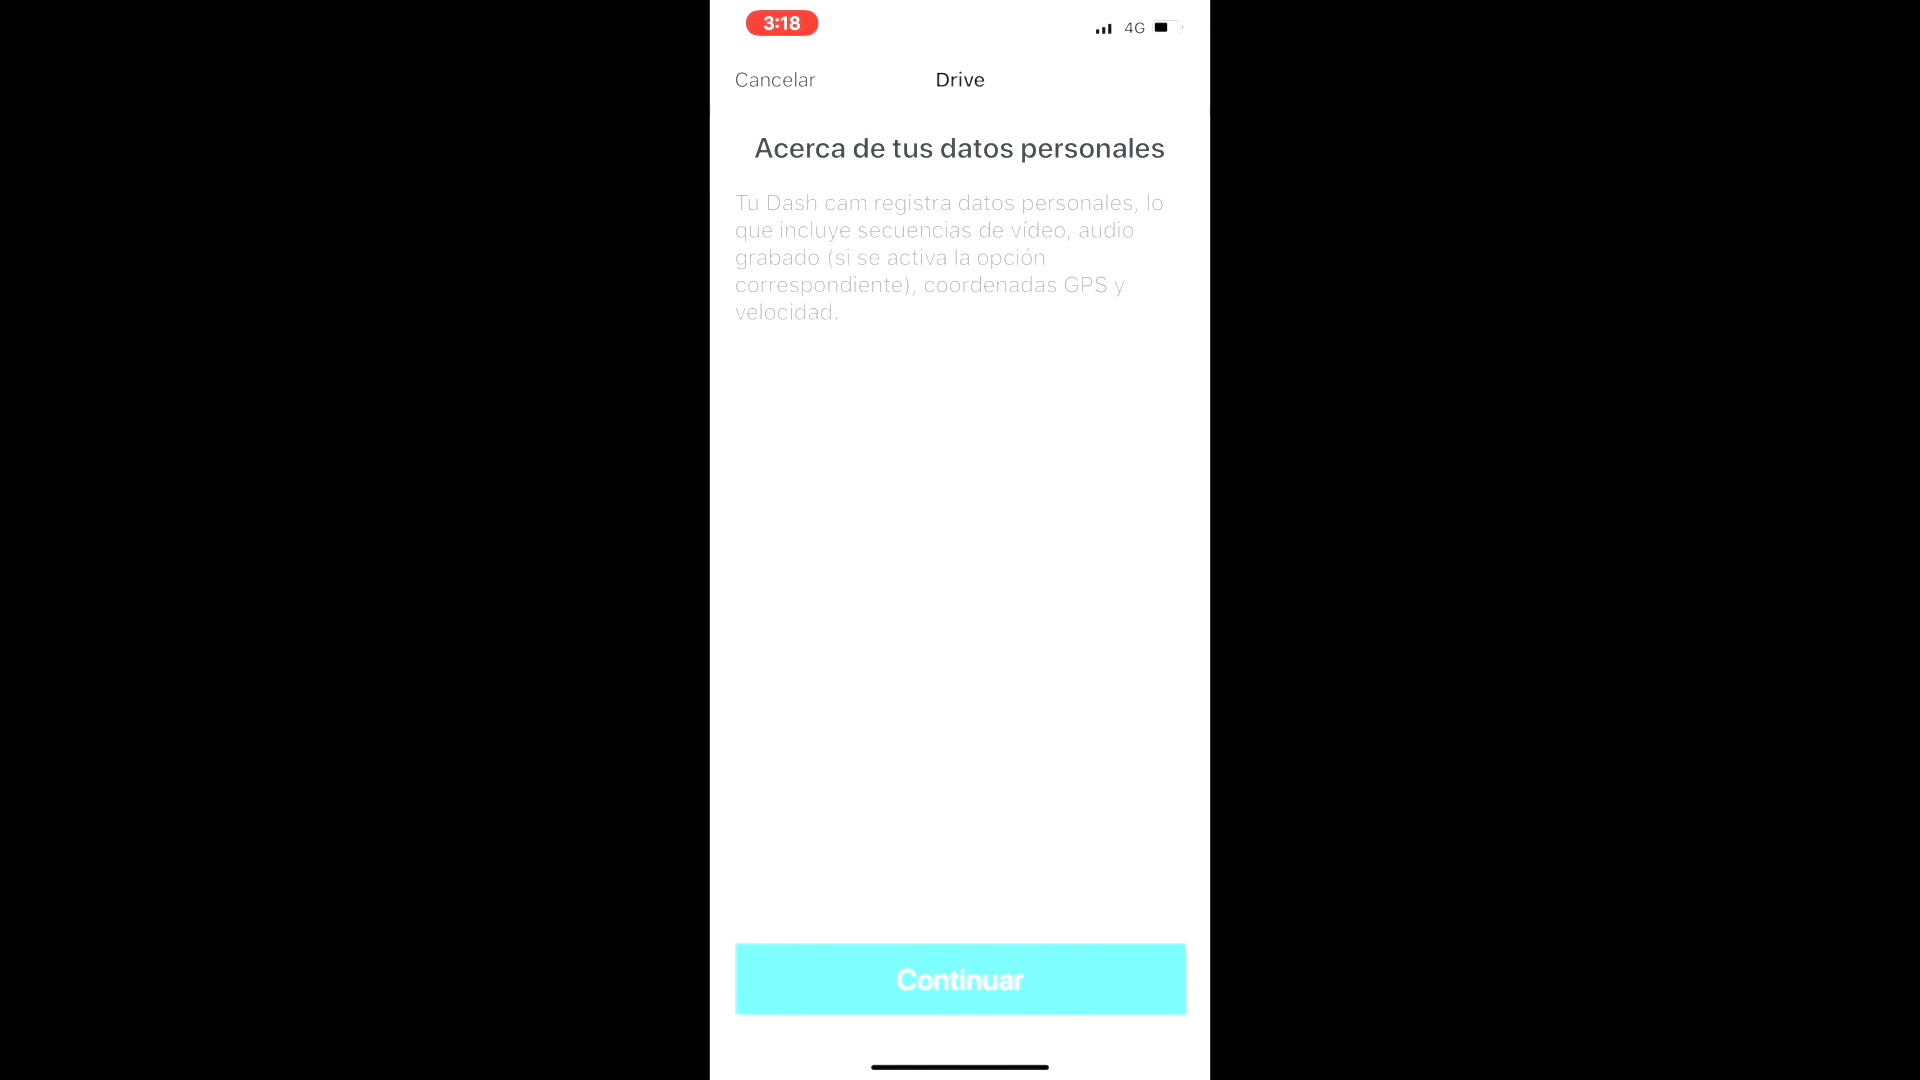 3:18
4G
Cancelar
Drive
Acerca de tus datos personales
Tu Dash cam registra datos personales, lo
que incluye secuencias de vídeo, audio
grabado (si se activa la opción
correspondiente), coordenadas GPS y
velocidad.
Continuar